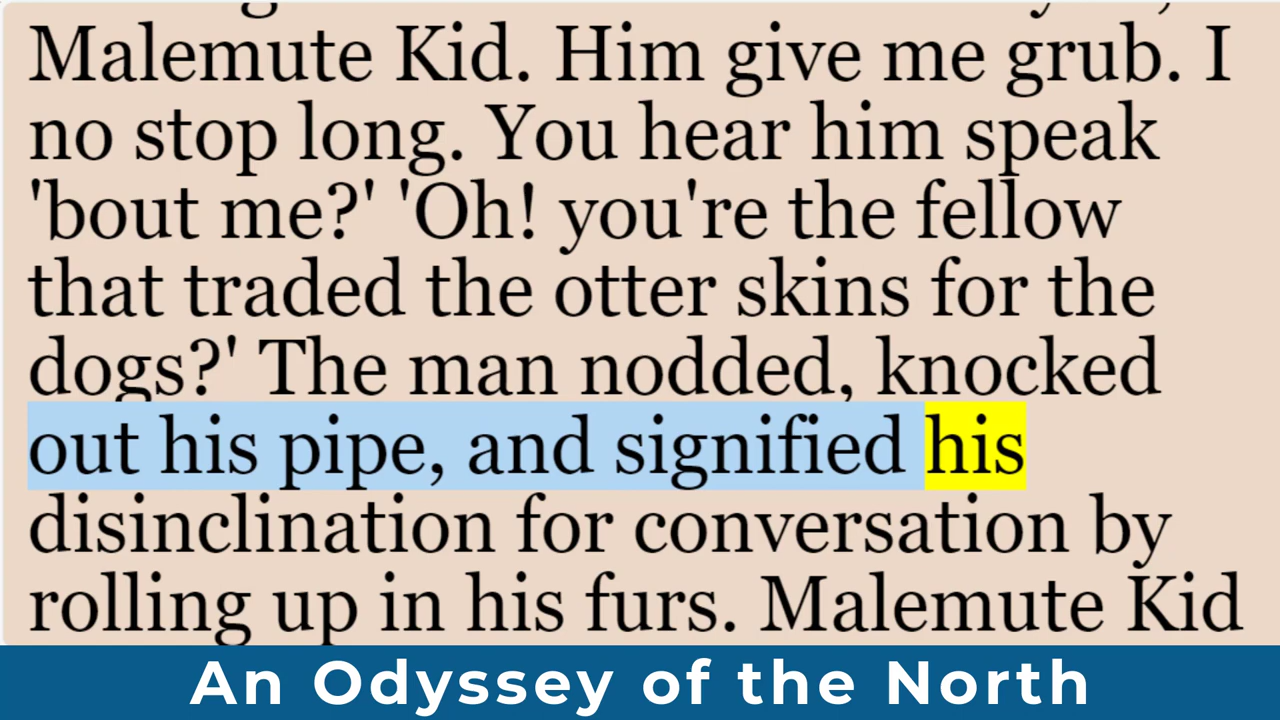 Malemute Kid. Him give me grub. I
no stop long. You hear him speak
'bout me?' 'Oh! you're the fellow
that traded the otter skins for the
dogs?' The man nodded, knocked
out his pipe, and signified his
disinclination for conversation by
rolling up in his furs. Malemute Kid
An Odyssey of the North